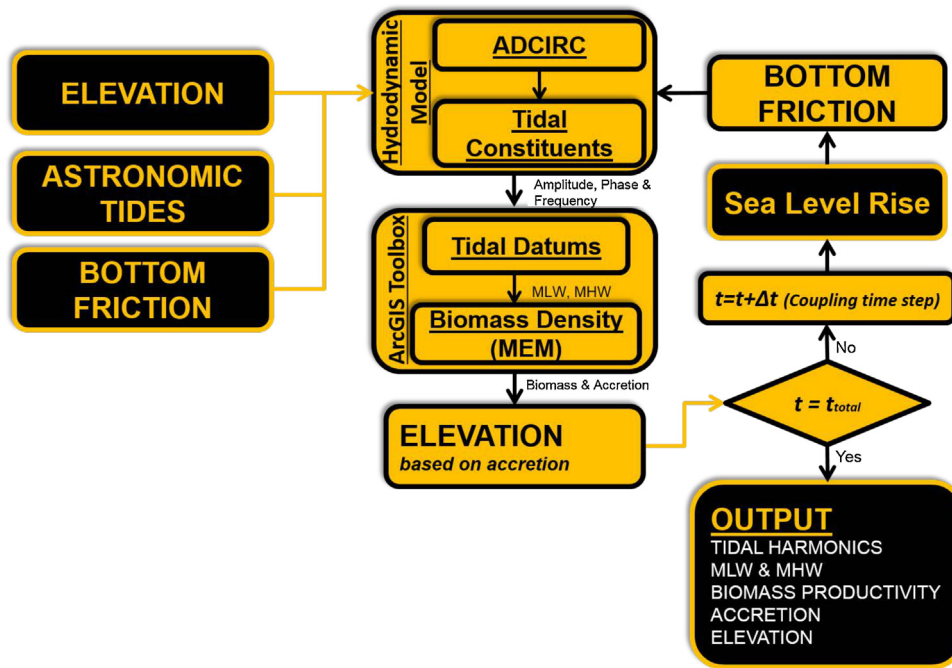 ELEVATION
ASTRONOMIC
TIDES
BOTTOM
FRICTION
Hydrodynamic
Model
ADCIRC
Tidal
Constituents
Amplitude, Phase &
Frequency
ArcGIS Toolbox
Tidal Datums
MLW, MHW
Biomass Density
(MEM)
Biomass & Accretion
ELEVATION
based on accretion
BOTTOM
FRICTION
Sea Level Rise
t=t+Δt (Coupling time step)
No
t = ttotal
Yes
OUTPUT
TIDAL HARMONICS
MLW & MHW
BIOMASS PRODUCTIVITY
ACCRETION
ELEVATION